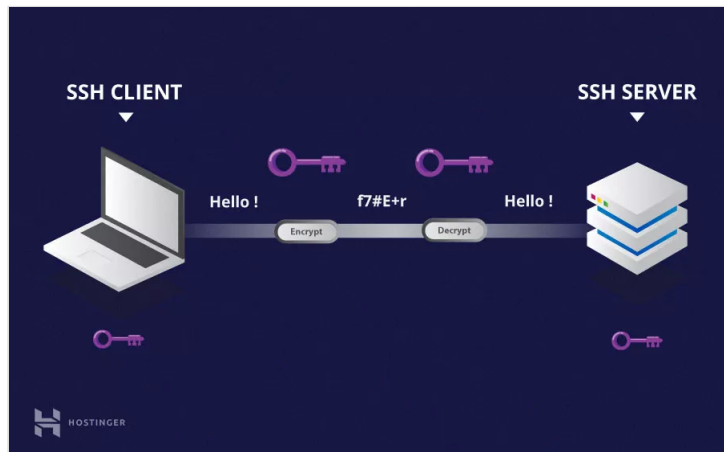 SSH CLIENT
SSH SERVER
Hello !
f7#E+r
Hello !
Encrypt
Decrypt
HOSTINGER